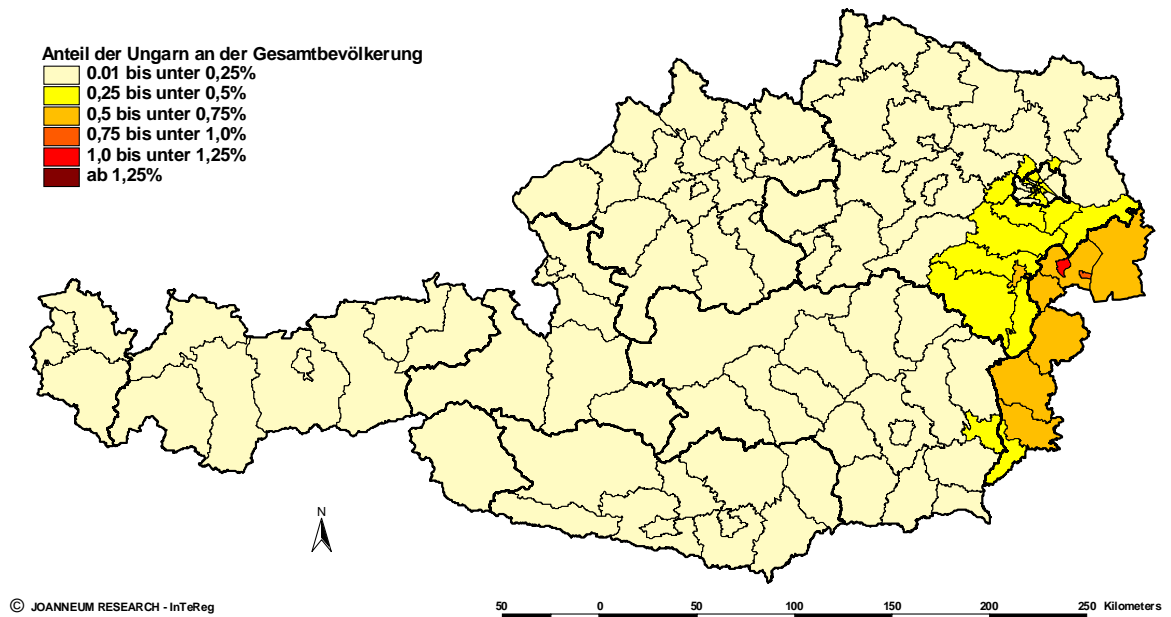 Anteil der Ungarn an der Gesamtbevölkerung
0.01 bis unter 0,25%
0,25 bis unter 0,5%
0,5 bis unter 0,75%
0,75 bis unter 1,0%
1,0 bis unter 1,25%
ab 1,25%
N
© JOANNEUM RESEARCH - InTeReg
50 0 50 100 150 200 250 Kilometers